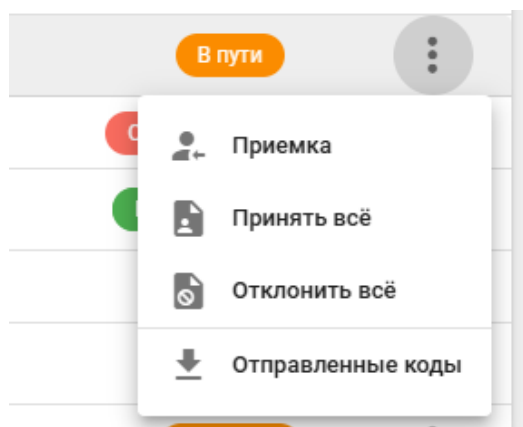 В пути
Приемка
Принять всё
Отклонить всё
Отправленные коды